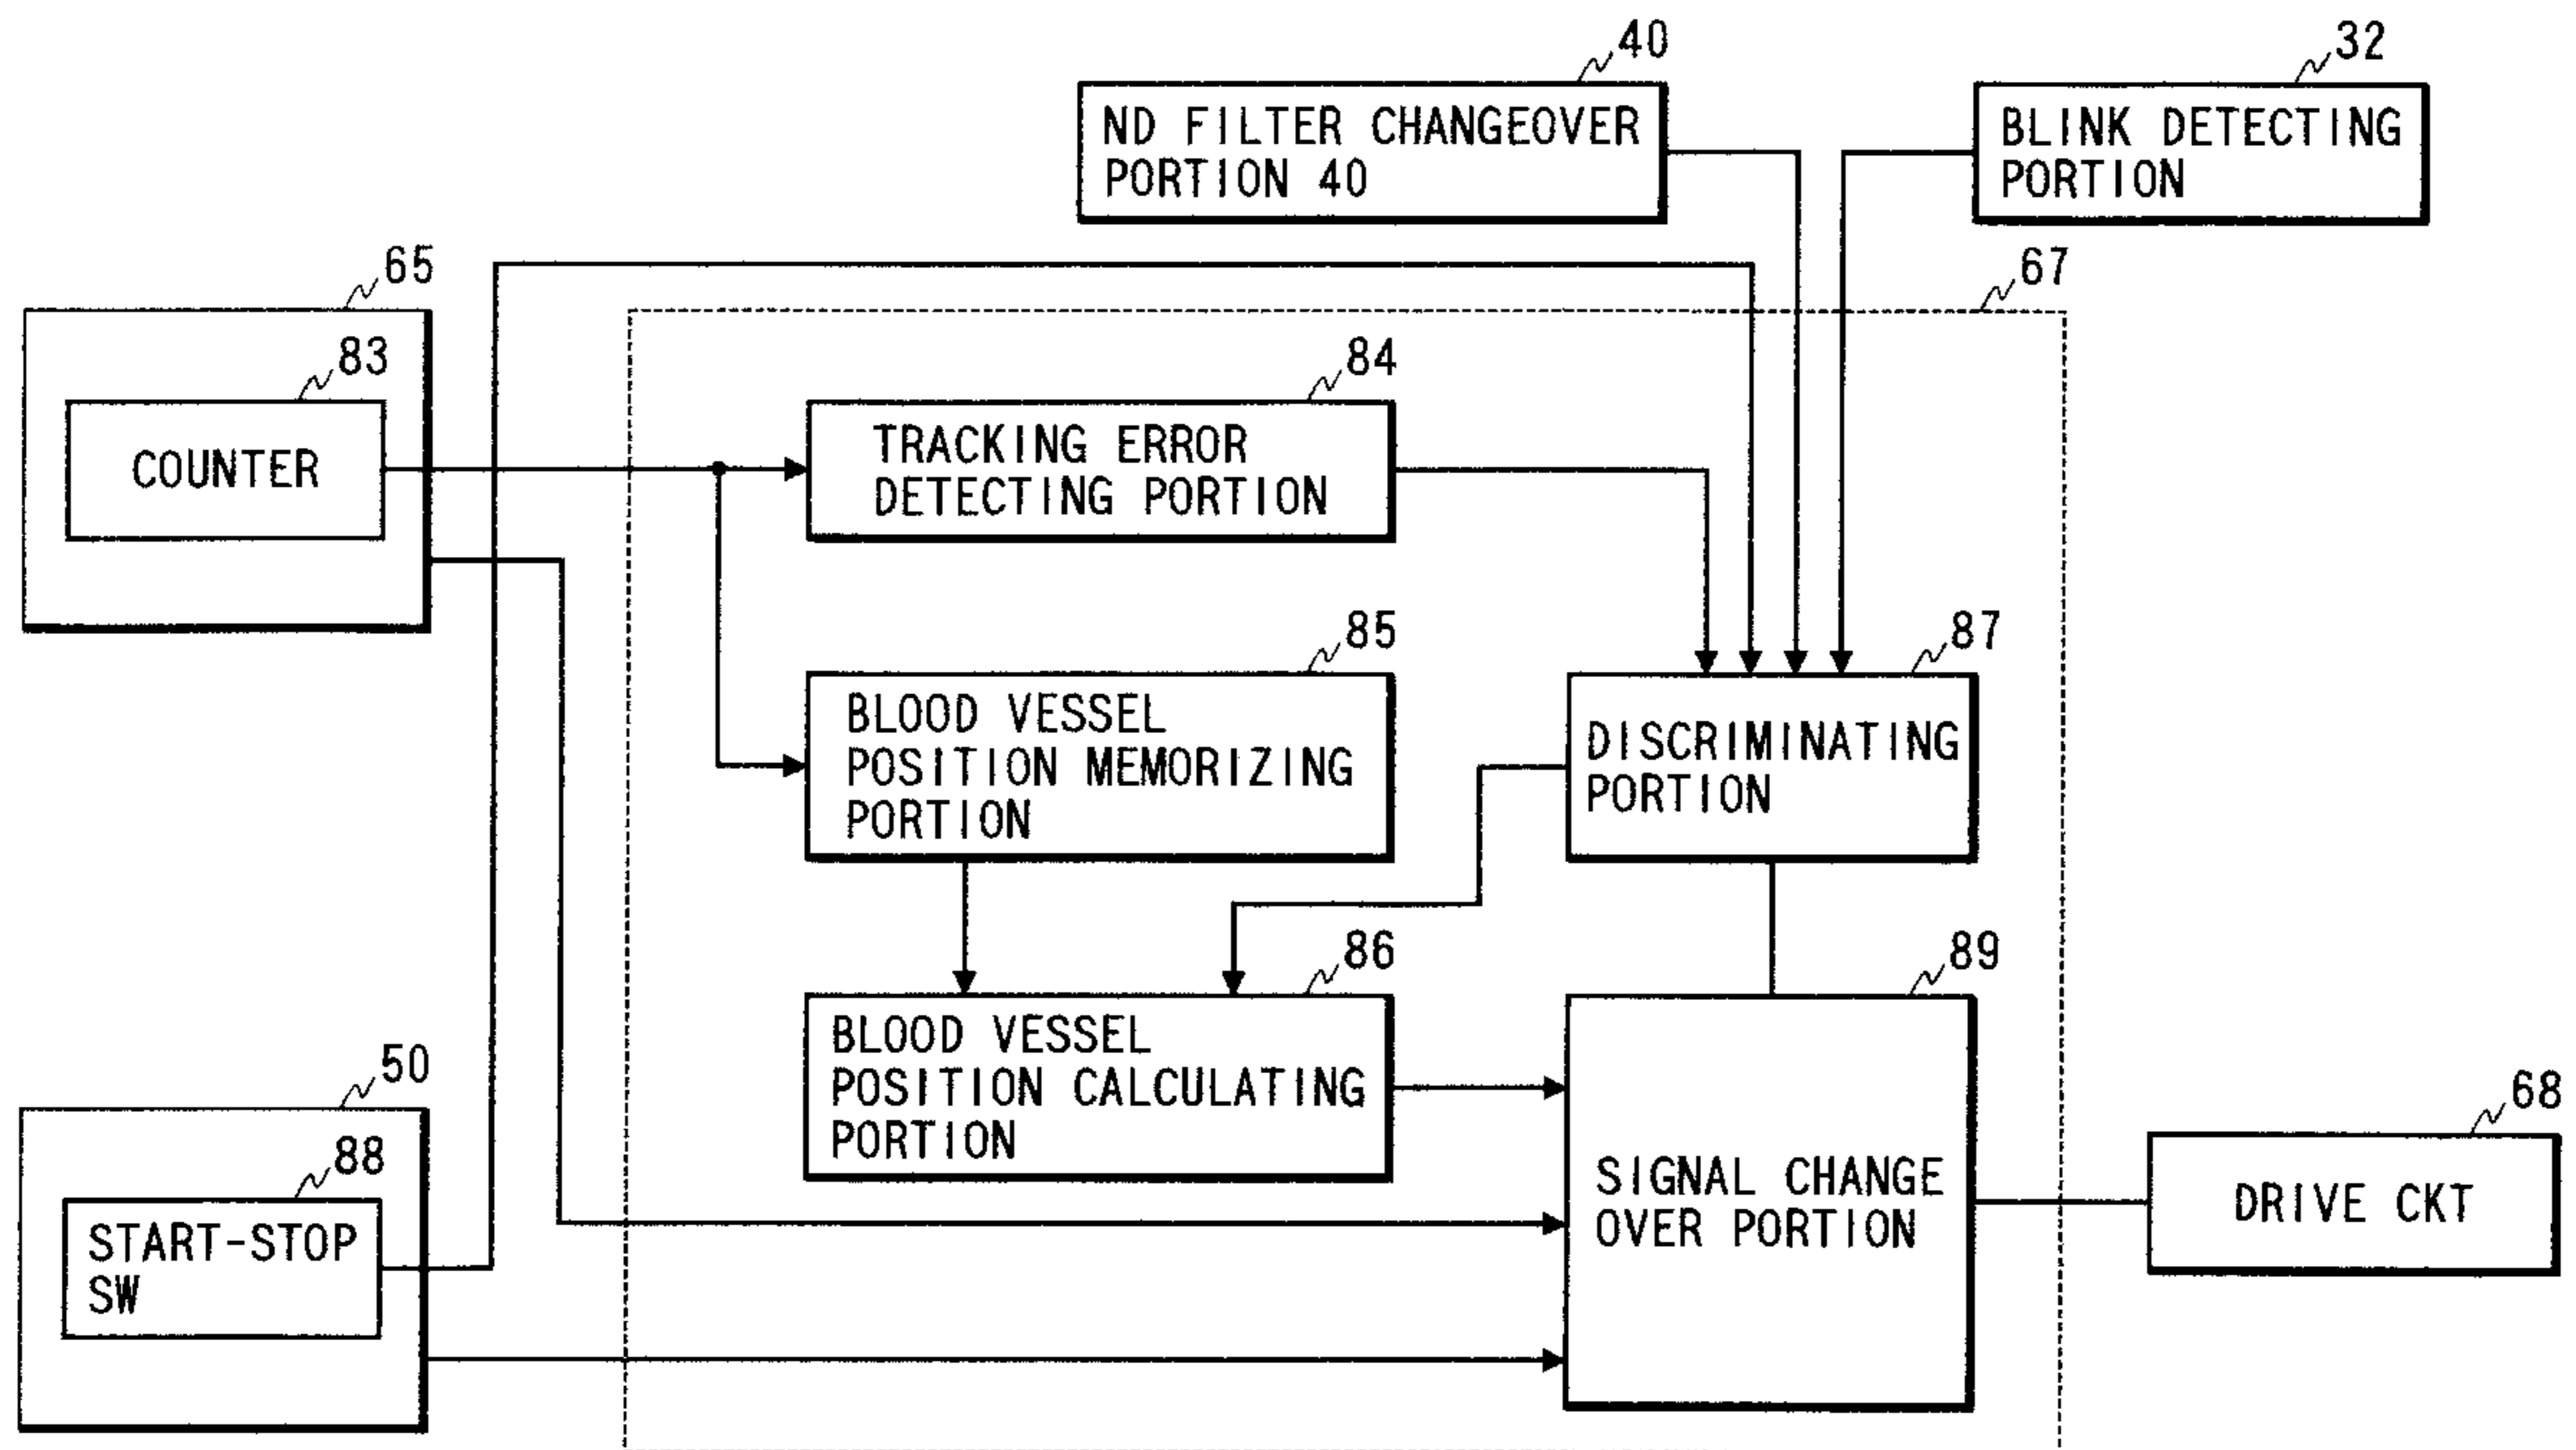 40
32
ND FILTER CHANGEOVER
PORTION 40
BLINK DETECTING
PORTION
65
67
83
84
COUNTER
TRACKING ERROR
DETECTING PORTION
85
87
BLOOD VESSEL
POSITION MEMORIZING
PORTION
DISCRIMINATING
PORTION
86
89
BLOOD VESSEL
POSITION CALCULATING
PORTION
50
68
88
START-STOP
SW
SIGNAL CHANGE
OVER PORTION
DRIVE CKT